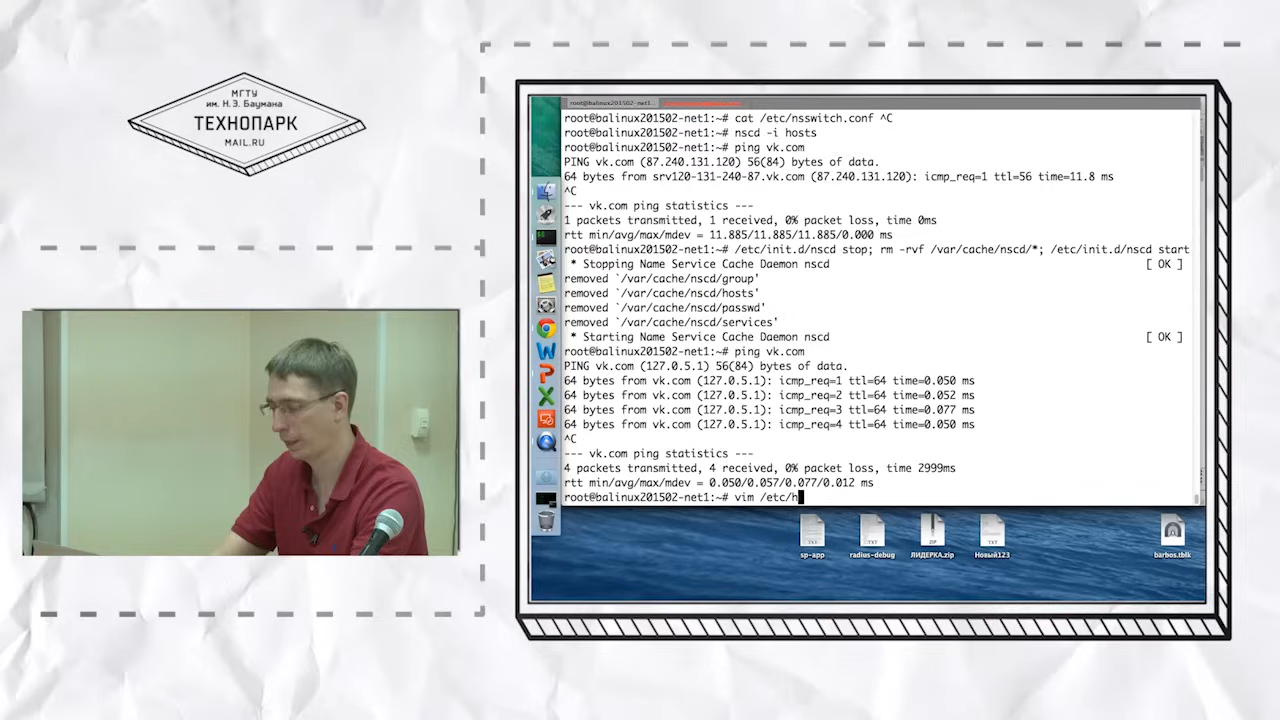 МГТУ
им. Н.Э. Баумана
ТЕХНОПАРК
MAIL.RU
root@balinux201502-net1...
root@balinux201502-net1:~# cat /etc/nsswitch.conf ^C
root@balinux201502-net1:~# nscd -i hosts
root@balinux201502-net1:~# ping vk.com
PING vk.com (87.240.131.120) 56(84) bytes of data.
64 bytes from srv120-131-240-87.vk.com (87.240.131.120): icmp_req=1 ttl=56 time=11.8 ms
^C
--- vk.com ping statistics ---
1 packets transmitted, 1 received, 0% packet loss, time 0ms
rtt min/avg/max/mdev = 11.885/11.885/11.885/0.000 ms
root@balinux201502-net1:~# /etc/init.d/nscd stop; rm -rvf /var/cache/nscd/*; /etc/init.d/nscd start
* Stopping Name Service Cache Daemon nscd [ OK ]
removed `/var/cache/nscd/group'
removed `/var/cache/nscd/hosts'
removed `/var/cache/nscd/passwd'
removed `/var/cache/nscd/services'
* Starting Name Service Cache Daemon nscd [ OK ]
root@balinux201502-net1:~# ping vk.com
PING vk.com (127.0.5.1) 56(84) bytes of data.
64 bytes from vk.com (127.0.5.1): icmp_req=1 ttl=64 time=0.050 ms
64 bytes from vk.com (127.0.5.1): icmp_req=2 ttl=64 time=0.052 ms
64 bytes from vk.com (127.0.5.1): icmp_req=3 ttl=64 time=0.077 ms
64 bytes from vk.com (127.0.5.1): icmp_req=4 ttl=64 time=0.050 ms
^C
--- vk.com ping statistics ---
4 packets transmitted, 4 received, 0% packet loss, time 2999ms
rtt min/avg/max/mdev = 0.050/0.057/0.077/0.012 ms
root@balinux201502-net1:~# vim /etc/h
TXT TXT ZIP TXT
sp-app radius-debug ЛИДЕРКА.zip Новый123 barbos.tblk